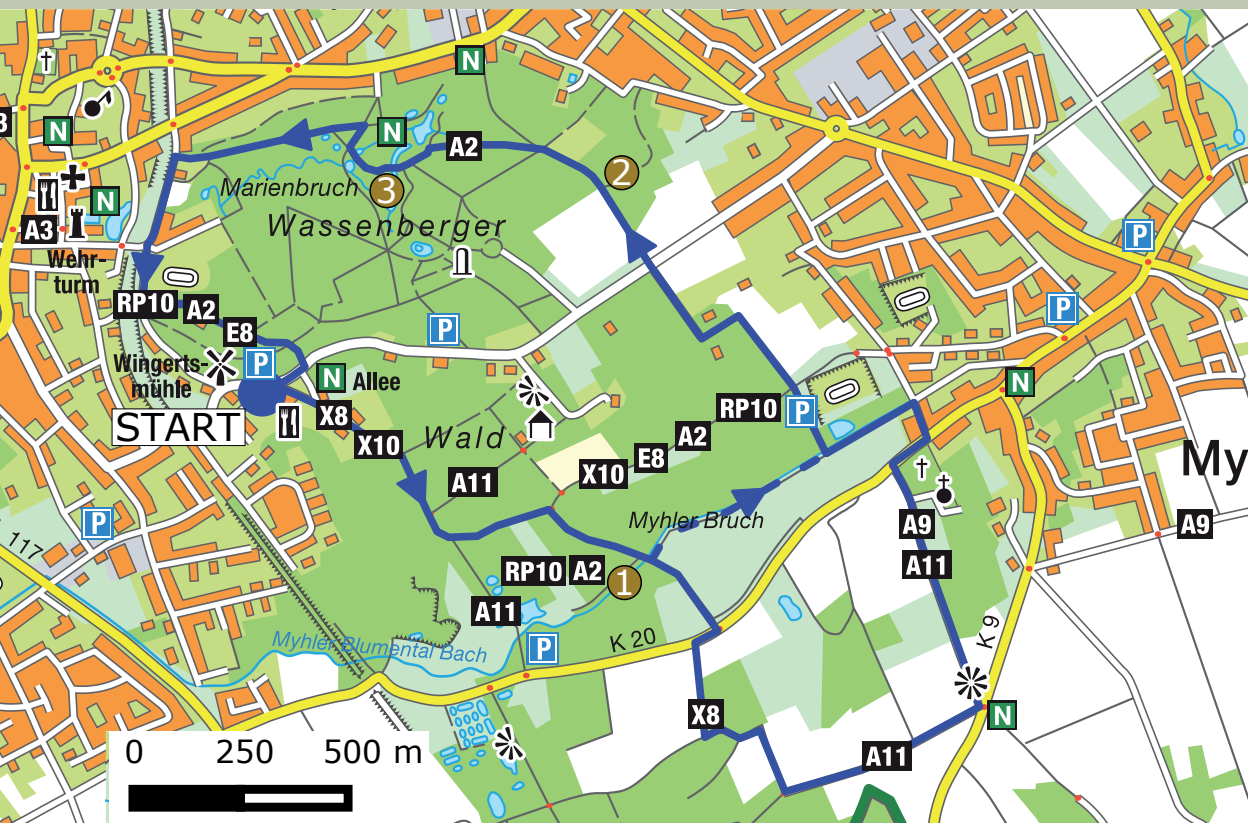 N
N
3
N
A2
2
Marienbruch
3
N
Wassenberger
A3
P
Wehr-
turm
RP10
A2
E8
P
P
Wingerts-
mühle
P
N
Allee
N
START
X8
RP10
P
X10
Wald
A2
E8
X10
A11
My
P
Myhler Bruch
A9
A9
117
RP10
A2
1
A11
A11
K 9
K 20
Myhler Blumental Bach
P
X8
N
A11
0
250
500 m